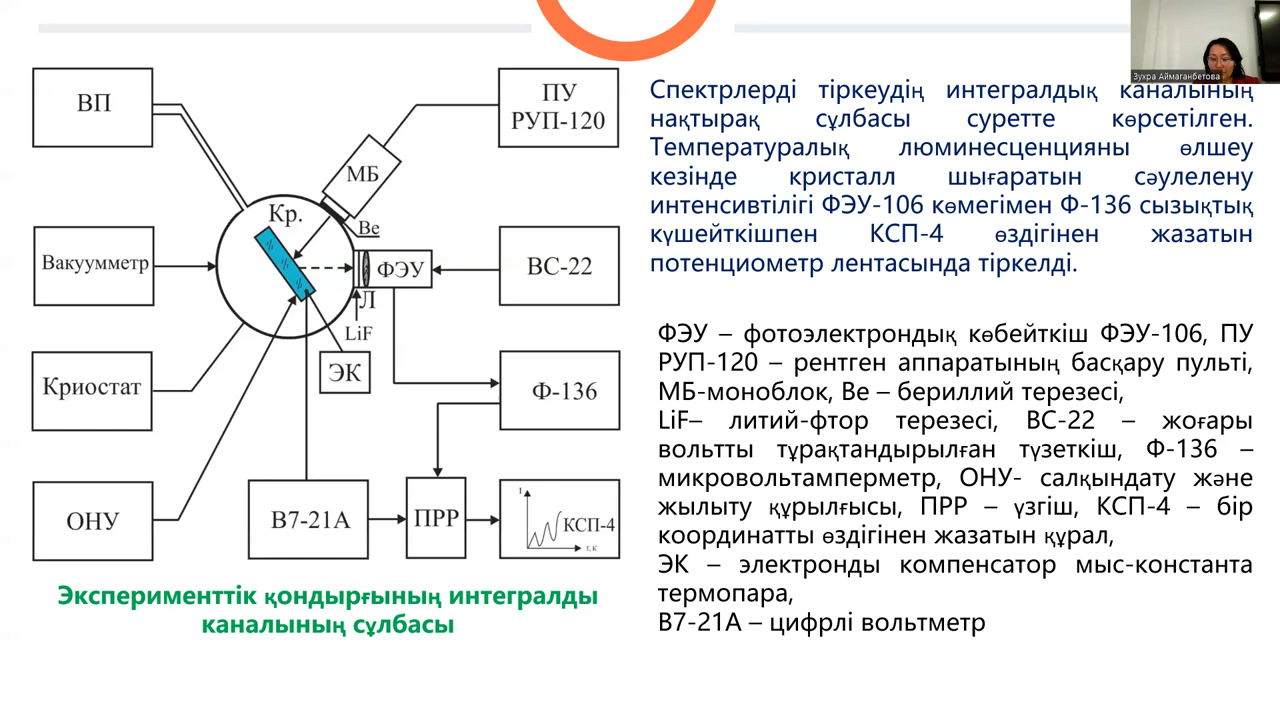 Зухра Аймаганбетова
ВП
ПУ
РУП-120
МБ
Кр.
Be
Вакуумметр
ФЭУ
ВС-22
Л
LiF
ЭК
Криостат
Ф-136
ОНУ
В7-21А
ПРР
I
КСП-4
T, K
Эксперименттік қондырғының интегралды
каналының сұлбасы
Спектрлерді тіркеудің интегралдық каналының
нақтырақ сұлбасы суретте көрсетілген.
Температуралық люминесценцияны өлшеу
кезінде кристалл шығаратын сәулелену
интенсивтілігі ФЭУ-106 көмегімен Ф-136 сызықтық
күшейткішпен КСП-4 өздігінен жазатын
потенциометр лентасында тіркелді.
ФЭУ – фотоэлектрондық көбейткіш ФЭУ-106, ПУ
РУП-120 – рентген аппаратының басқару пульті,
МБ-моноблок, Ве – бериллий терезесі,
LiF– литий-фтор терезесі, ВС-22 – жоғары
вольтты тұрақтандырылған түзеткіш, Ф-136 –
микровольтамперметр, ОНУ- салқындату және
жылыту құрылғысы, ПРР – үзгіш, КСП-4 – бір
координатты өздігінен жазатын құрал,
ЭК – электронды компенсатор мыс-константа
термопара,
В7-21А – цифрлі вольтметр